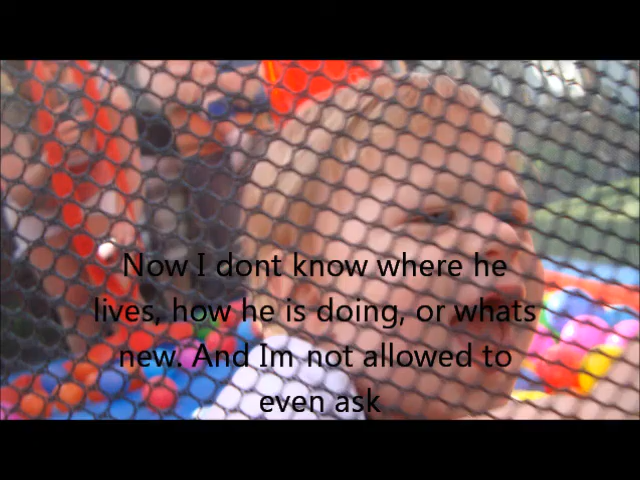 Now I dont know where he
lives, how he is doing, or whats
new. And Im not allowed to
even ask